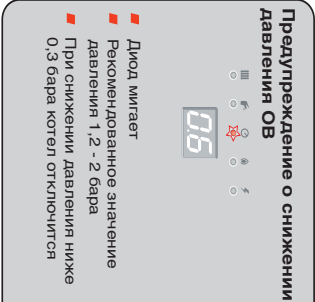 Предупреждение о снижении
давления ОВ
0.6
Диод мигает
Рекомендованное значение
давления 1,2 - 2 бара
При снижении давления ниже
0,3 бара котел отключится